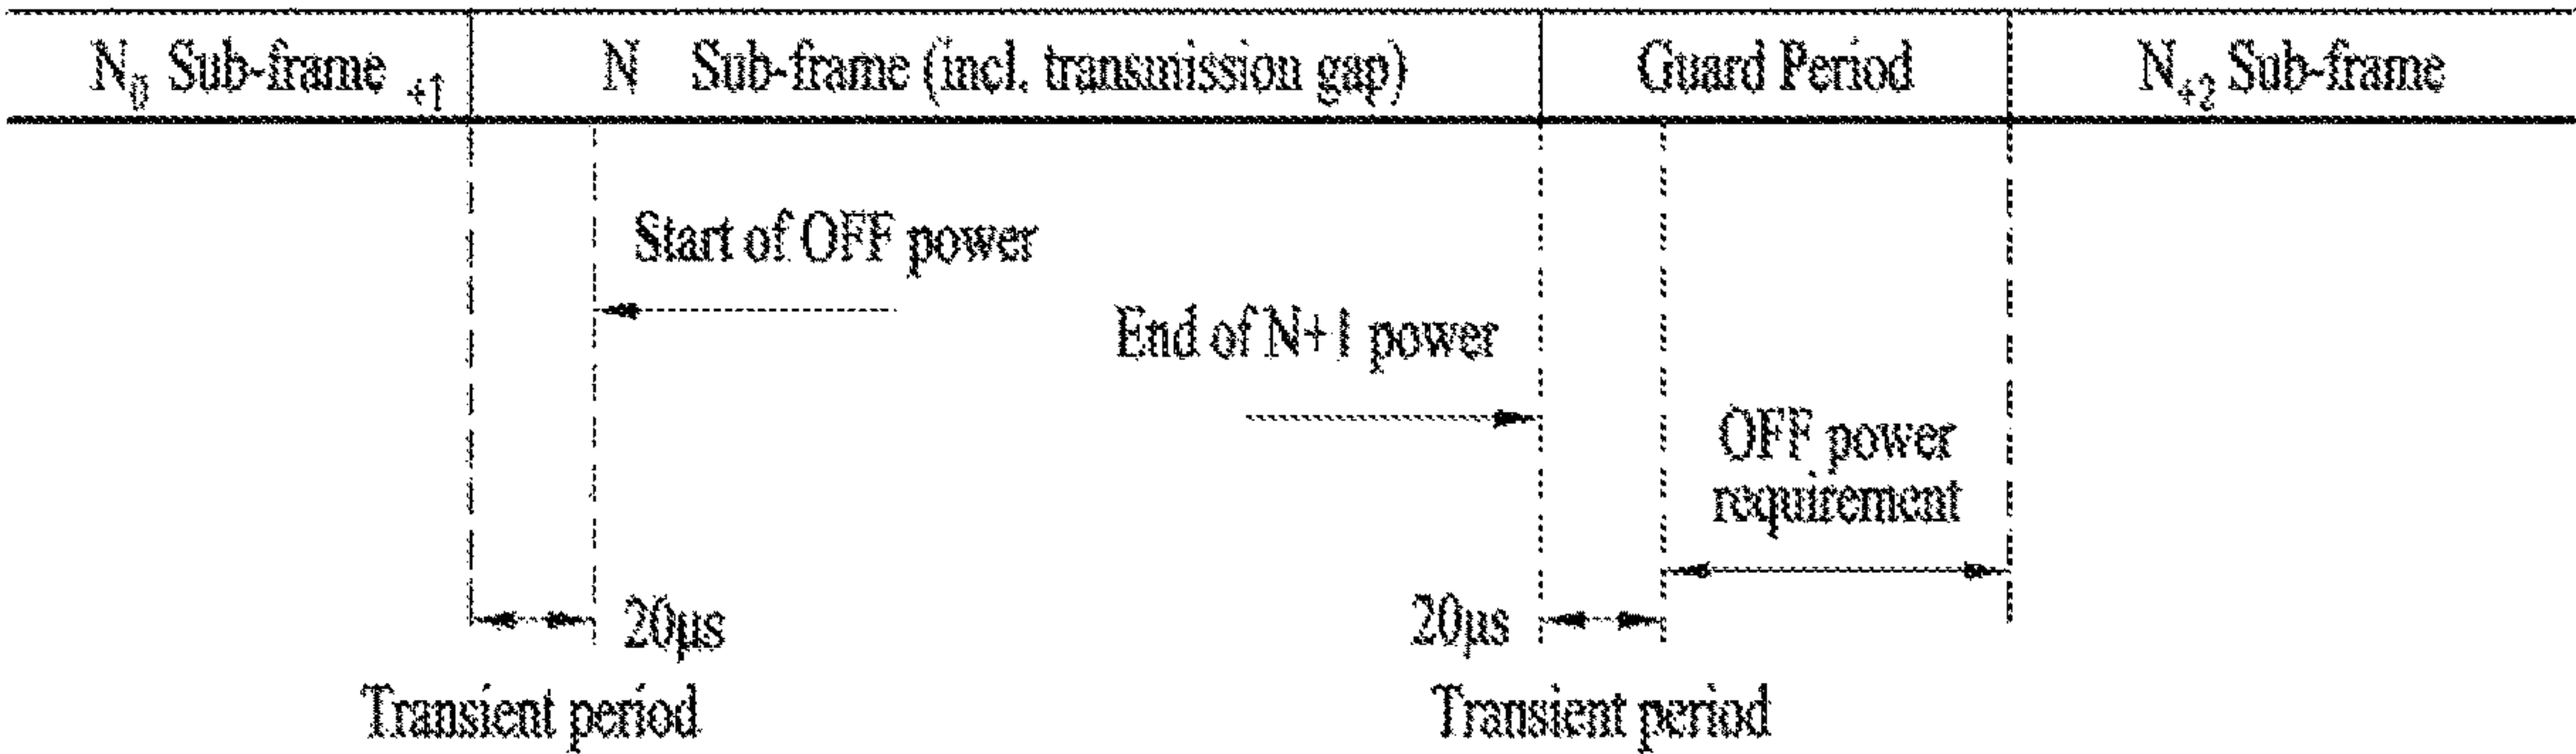 N₀ Sub-frame +1
N Sub-frame (incl. transmission gap)
Guard Period
N₊₂ Sub-frame
Start of OFF power
End of N+1 power
OFF power
requirement
20μs
20μs
Transient period
Transient period